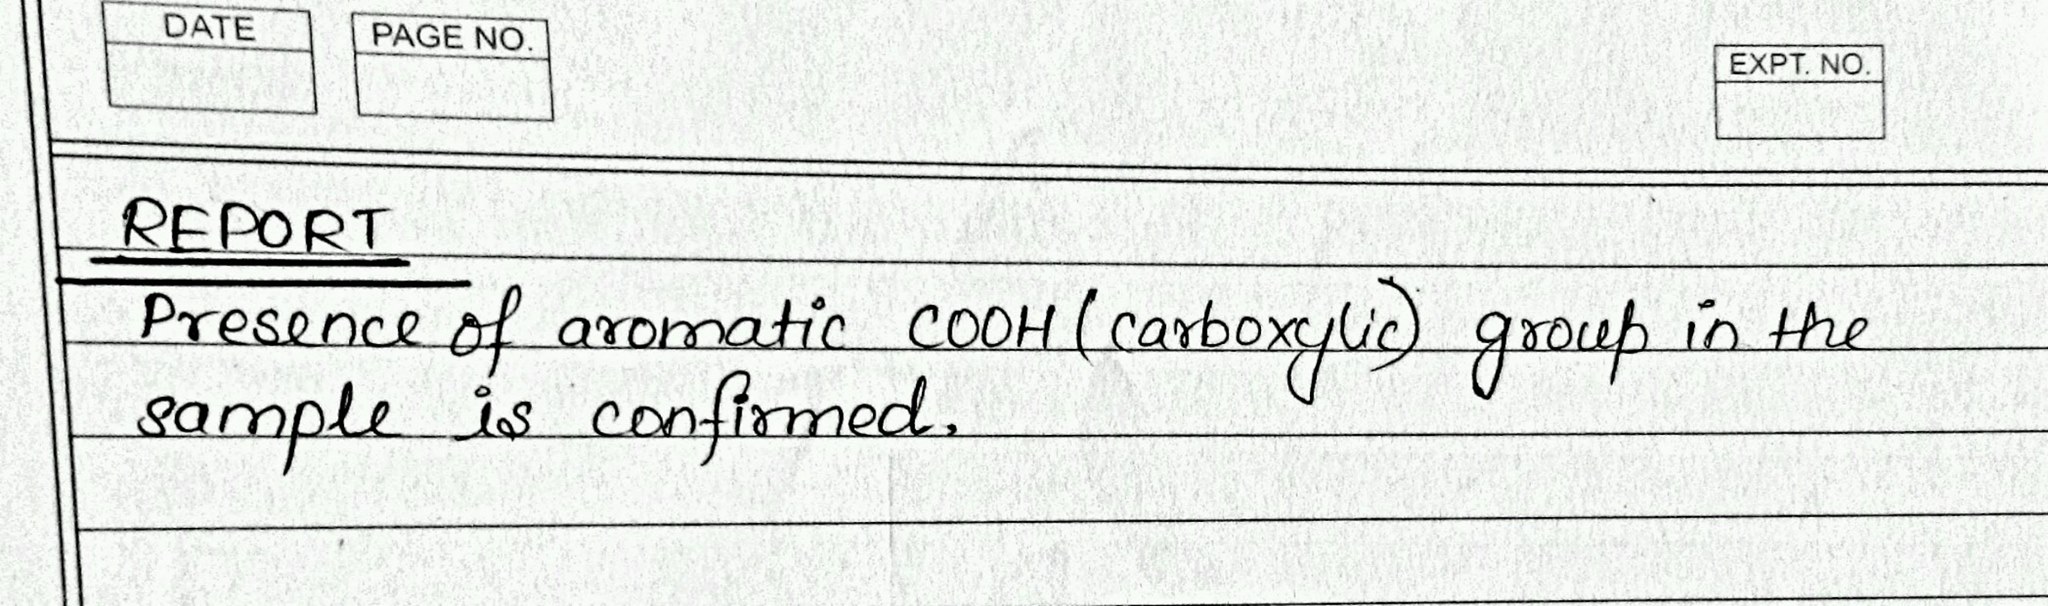 DATE PAGE NO. EXPT. NO.
REPORT
Presence of aromatic COOH (carboxylic) group in the
sample is confirmed.